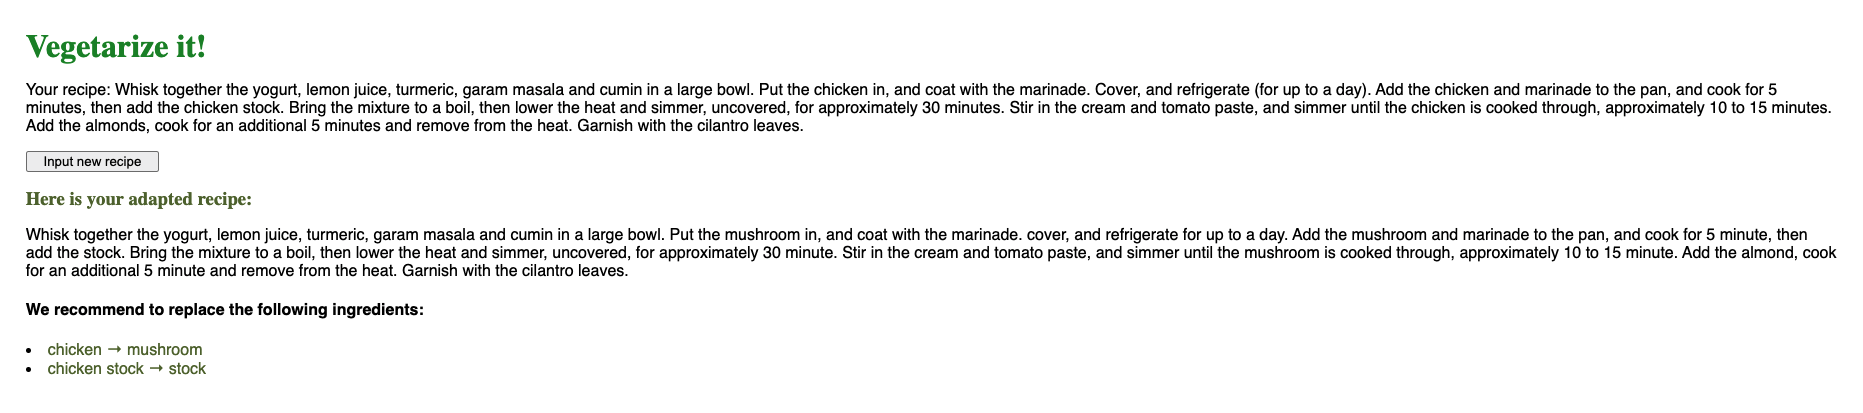 Vegetarize it!
Your recipe: Whisk together the yogurt, lemon juice, turmeric, garam masala and cumin in a large bowl. Put the chicken in, and coat with the marinade. Cover, and refrigerate (for up to a day). Add the chicken and marinade to the pan, and cook for 5
minutes, then add the chicken stock. Bring the mixture to a boil, then lower the heat and simmer, uncovered, for approximately 30 minutes. Stir in the cream and tomato paste, and simmer until the chicken is cooked through, approximately 10 to 15 minutes.
Add the almonds, cook for an additional 5 minutes and remove from the heat. Garnish with the cilantro leaves.
Input new recipe
Here is your adapted recipe:
Whisk together the yogurt, lemon juice, turmeric, garam masala and cumin in a large bowl. Put the mushroom in, and coat with the marinade. cover, and refrigerate for up to a day. Add the mushroom and marinade to the pan, and cook for 5 minute, then
add the stock. Bring the mixture to a boil, then lower the heat and simmer, uncovered, for approximately 30 minute. Stir in the cream and tomato paste, and simmer until the mushroom is cooked through, approximately 10 to 15 minute. Add the almond, cook
for an additional 5 minute and remove from the heat. Garnish with the cilantro leaves.
We recommend to replace the following ingredients:
• chicken → mushroom
• chicken stock → stock